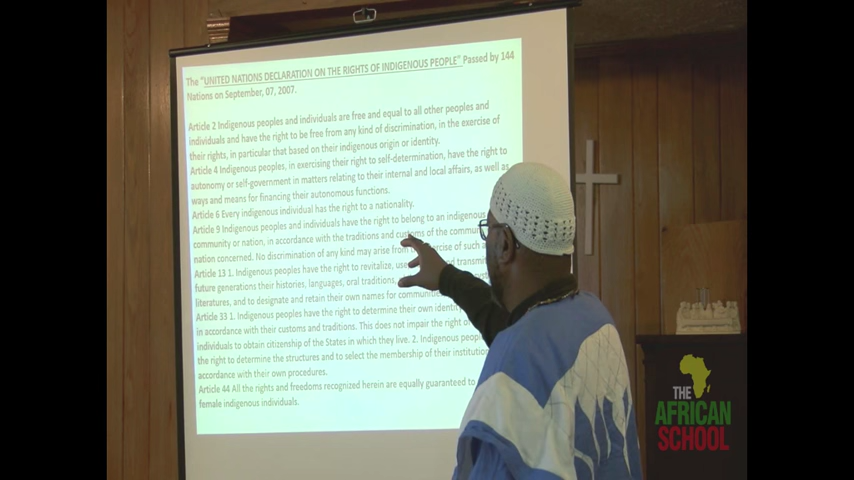 The "UNITED NATIONS DECLARATION ON THE RIGHTS OF INDIGENOUS PEOPLE" Passed by 144
Nations on September, 07, 2007.
Article 2 Indigenous peoples and individuals are free and equal to all other peoples and
individuals and have the right to be free from any kind of discrimination, in the exercise of
their rights, in particular that based on their indigenous origin or identity.
Article 4 Indigenous peoples, in exercising their right to self-determination, have the right to
autonomy or self-government in matters relating to their internal and local affairs, as well as
ways and means for financing their autonomous functions.
Article 6 Every indigenous individual has the right to a nationality.
Article 9 Indigenous peoples and individuals have the right to belong to an indigenous
community or nation, in accordance with the traditions and customs of the
nation concerned. No discrimination of any kind may arise from exercise of such
Article 13 1. Indigenous peoples have the right to revitalize,
future generations their histories, languages, oral traditions,
literatures, and to designate and retain their own names for
Article 33 1. Indigenous peoples have the right to determine their own
in accordance with their customs and traditions. This does not impair the right
individuals to obtain citizenship of the States in which they live. 2. Indigenous
the right to determine the structures and to select the membership of their
accordance with their own procedures.
Article 44 All the rights and freedoms recognized herein are equally guaranteed to
female indigenous individuals.
THE
AFRICAN
SCHOOL